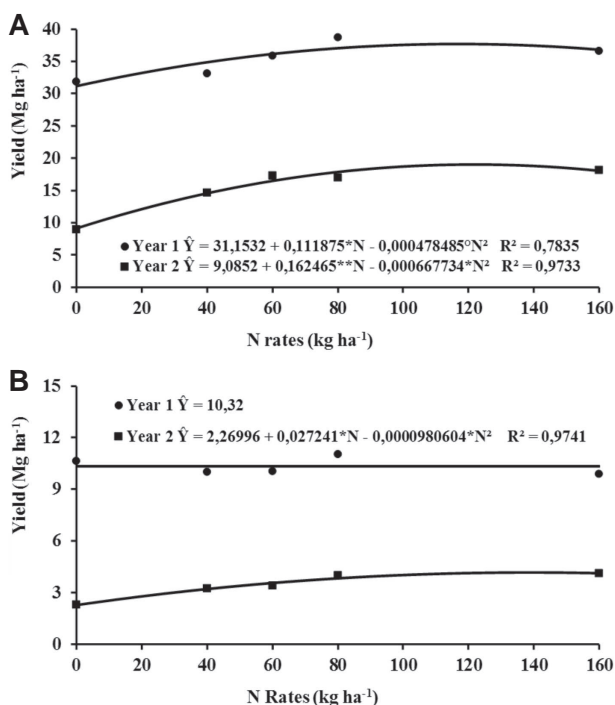 A
40
35
30
25
20
15
10
5
0
Yield (Mg ha⁻¹)
● Year 1 Ŷ = 31,1532 + 0,111875*N - 0,000478485°N² R² = 0,7835
■ Year 2 Ŷ = 9,0852 + 0,162465**N - 0,000667734*N² R² = 0,9733
0 20 40 60 80 100 120 140 160
N rates (kg ha⁻¹)
B
15
12
9
6
3
0
Yield (Mg ha⁻¹)
● Year 1 Ŷ = 10,32
■ Year 2 Ŷ = 2,26996 + 0,027241*N - 0,0000980604*N² R² = 0,9741
0 20 40 60 80 100 120 140 160
N Rates (kg ha⁻¹)